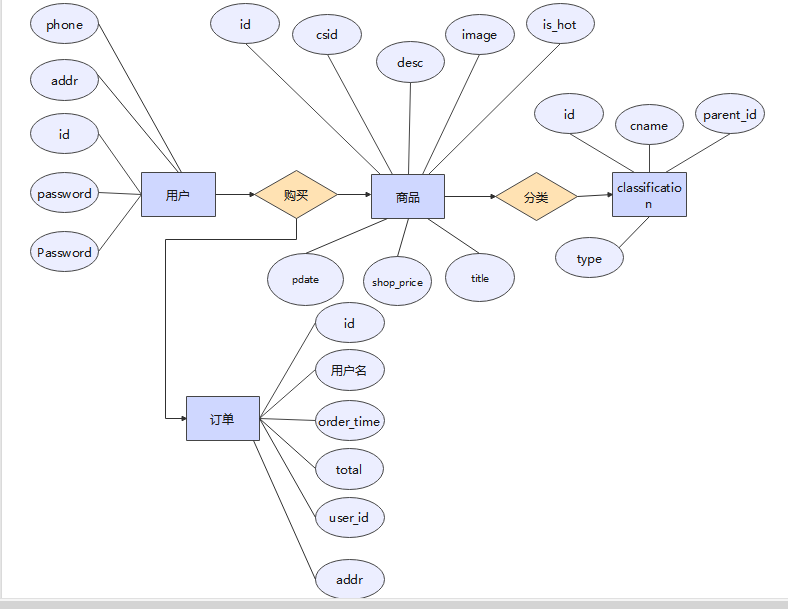 phone
addr
id
password
Password
id
csid
desc
image
is_hot
id
cname
parent_id
用户
购买
商品
分类
classificatio
n
type
pdate
shop_price
title
订单
id
用户名
order_time
total
user_id
addr